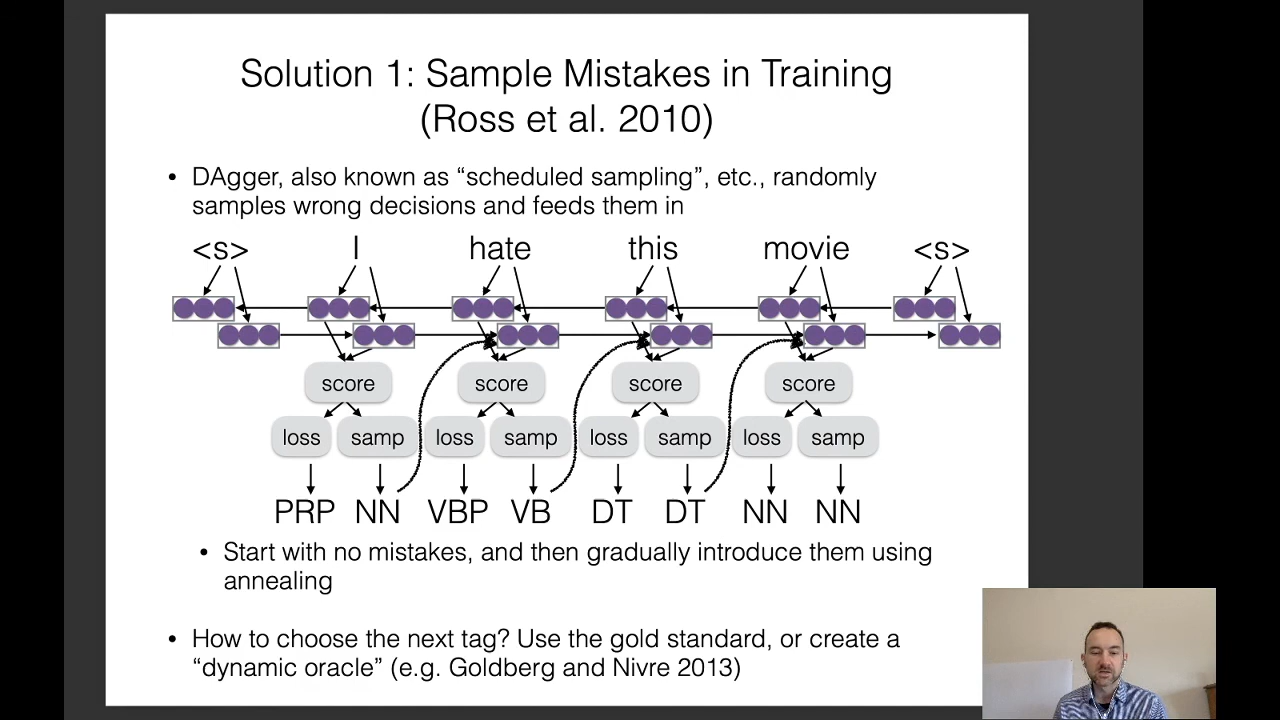 Solution 1: Sample Mistakes in Training
(Ross et al. 2010)
• DAgger, also known as “scheduled sampling”, etc., randomly
samples wrong decisions and feeds them in
<s> I hate this movie <s>
score score score score
loss samp loss samp loss samp loss samp
PRP NN VBP VB DT DT NN NN
• Start with no mistakes, and then gradually introduce them using
annealing
• How to choose the next tag? Use the gold standard, or create a
“dynamic oracle” (e.g. Goldberg and Nivre 2013)